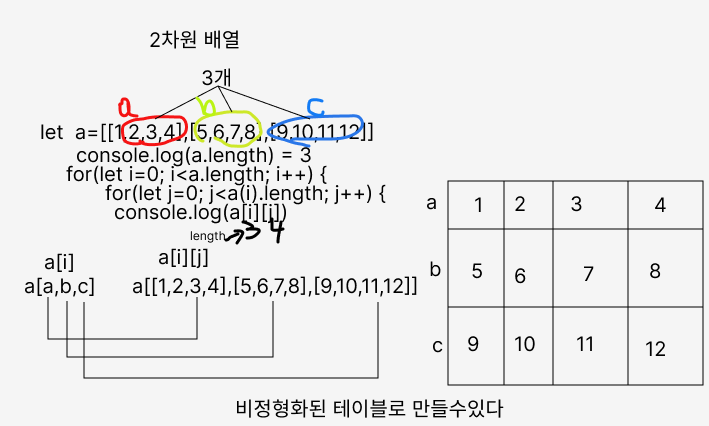 2차원 배열
3개
a
b
c
let a=[[1,2,3,4],[5,6,7,8],[9,10,11,12]]
console.log(a.length) = 3
for(let i=0; i<a.length; i++) {
for(let j=0; j<a(i).length; j++) {
console.log(a[i][j])
length 3 4
a[i]
a[i][j]
a[a,b,c]
a[[1,2,3,4],[5,6,7,8],[9,10,11,12]]
a 1 2 3 4
b 5 6 7 8
c 9 10 11 12
비정형화된 테이블로 만들수있다